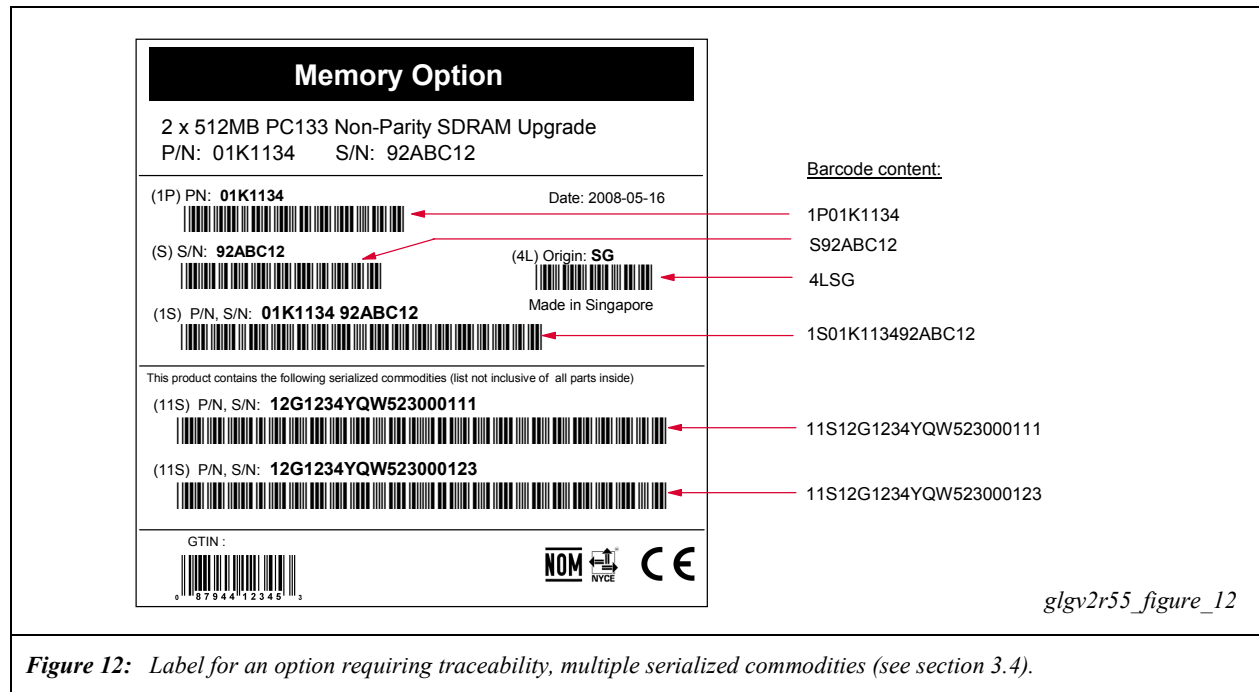 Memory Option
2 x 512MB PC133 Non-Parity SDRAM Upgrade
P/N: 01K1134 S/N: 92ABC12
Barcode content:
(1P) PN: 01K1134 Date: 2008-05-16
1P01K1134
(S) S/N: 92ABC12
S92ABC12
(4L) Origin: SG
4LSG
Made in Singapore
(1S) P/N, S/N: 01K1134 92ABC12
1S01K113492ABC12
This product contains the following serialized commodities (list not inclusive of all parts inside)
(11S) P/N, S/N: 12G1234YQW523000111
11S12G1234YQW523000111
(11S) P/N, S/N: 12G1234YQW523000123
11S12G1234YQW523000123
GTIN :
0 87944 12345 3
NOM NYCE CE
glgv2r55_figure_12
Figure 12: Label for an option requiring traceability, multiple serialized commodities (see section 3.4).